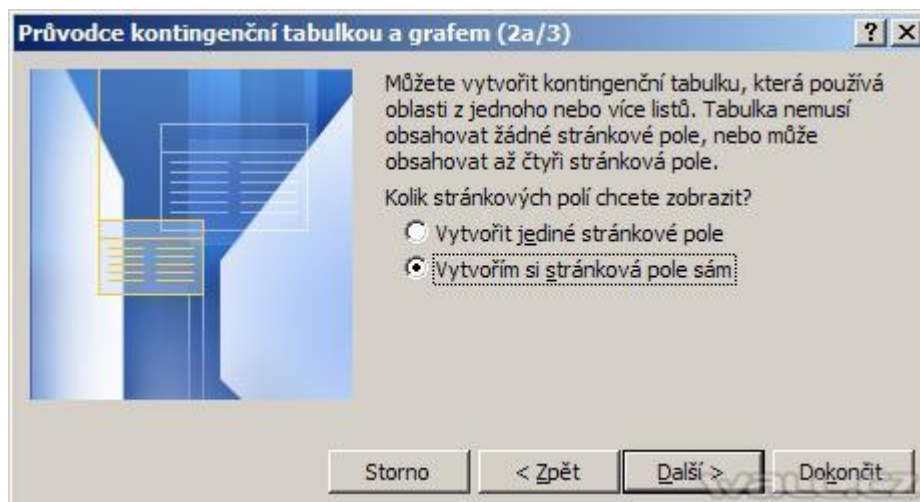 Průvodce kontingenční tabulkou a grafem (2a/3)
Můžete vytvořit kontingenční tabulku, která používá
oblasti z jednoho nebo více listů. Tabulka nemusí
obsahovat žádné stránkové pole, nebo může
obsahovat až čtyři stránková pole.
Kolik stránkových polí chcete zobrazit?
Vytvořit jediné stránkové pole
Vytvořím si stránková pole sám
Storno
< Zpět
Další >
Dokončit